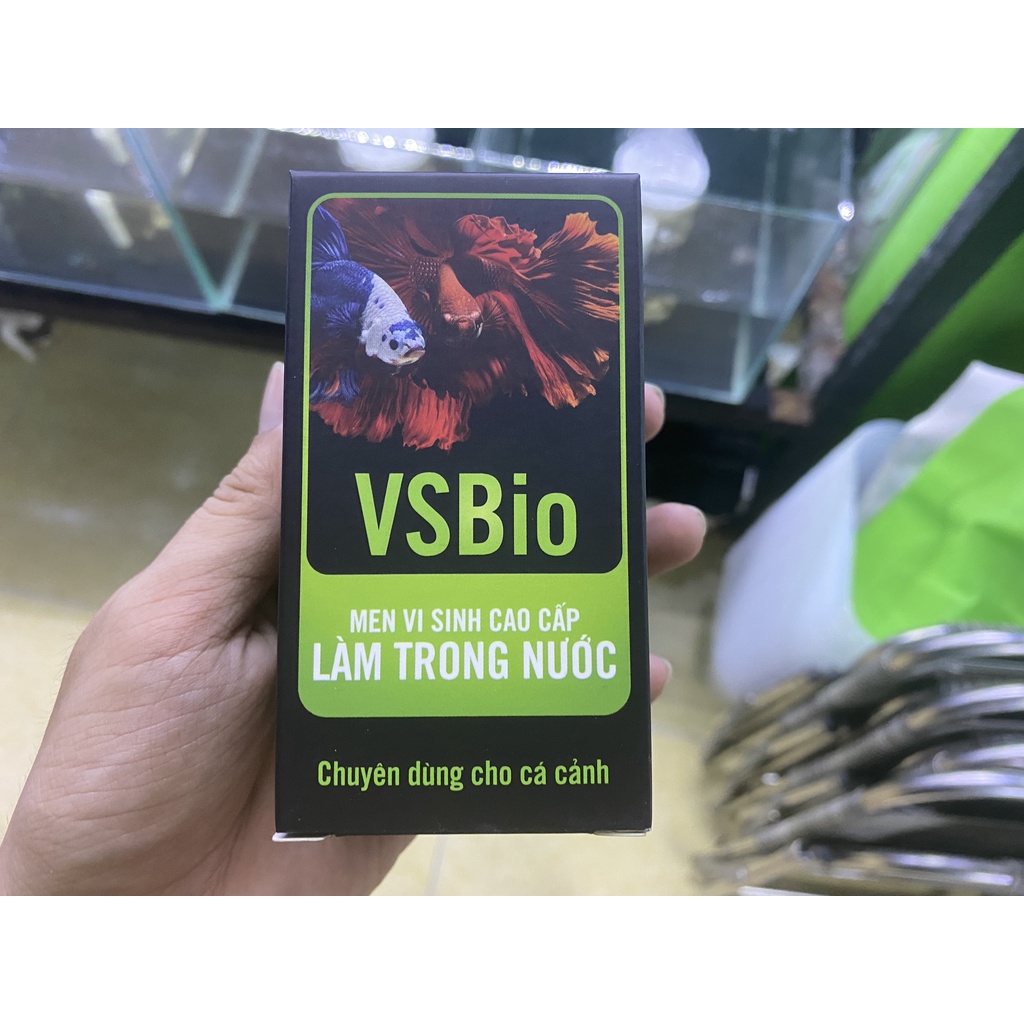 VSBio
MEN VI SINH CAO CẤP
LÀM TRONG NƯỚC
Chuyên dùng cho cá cảnh